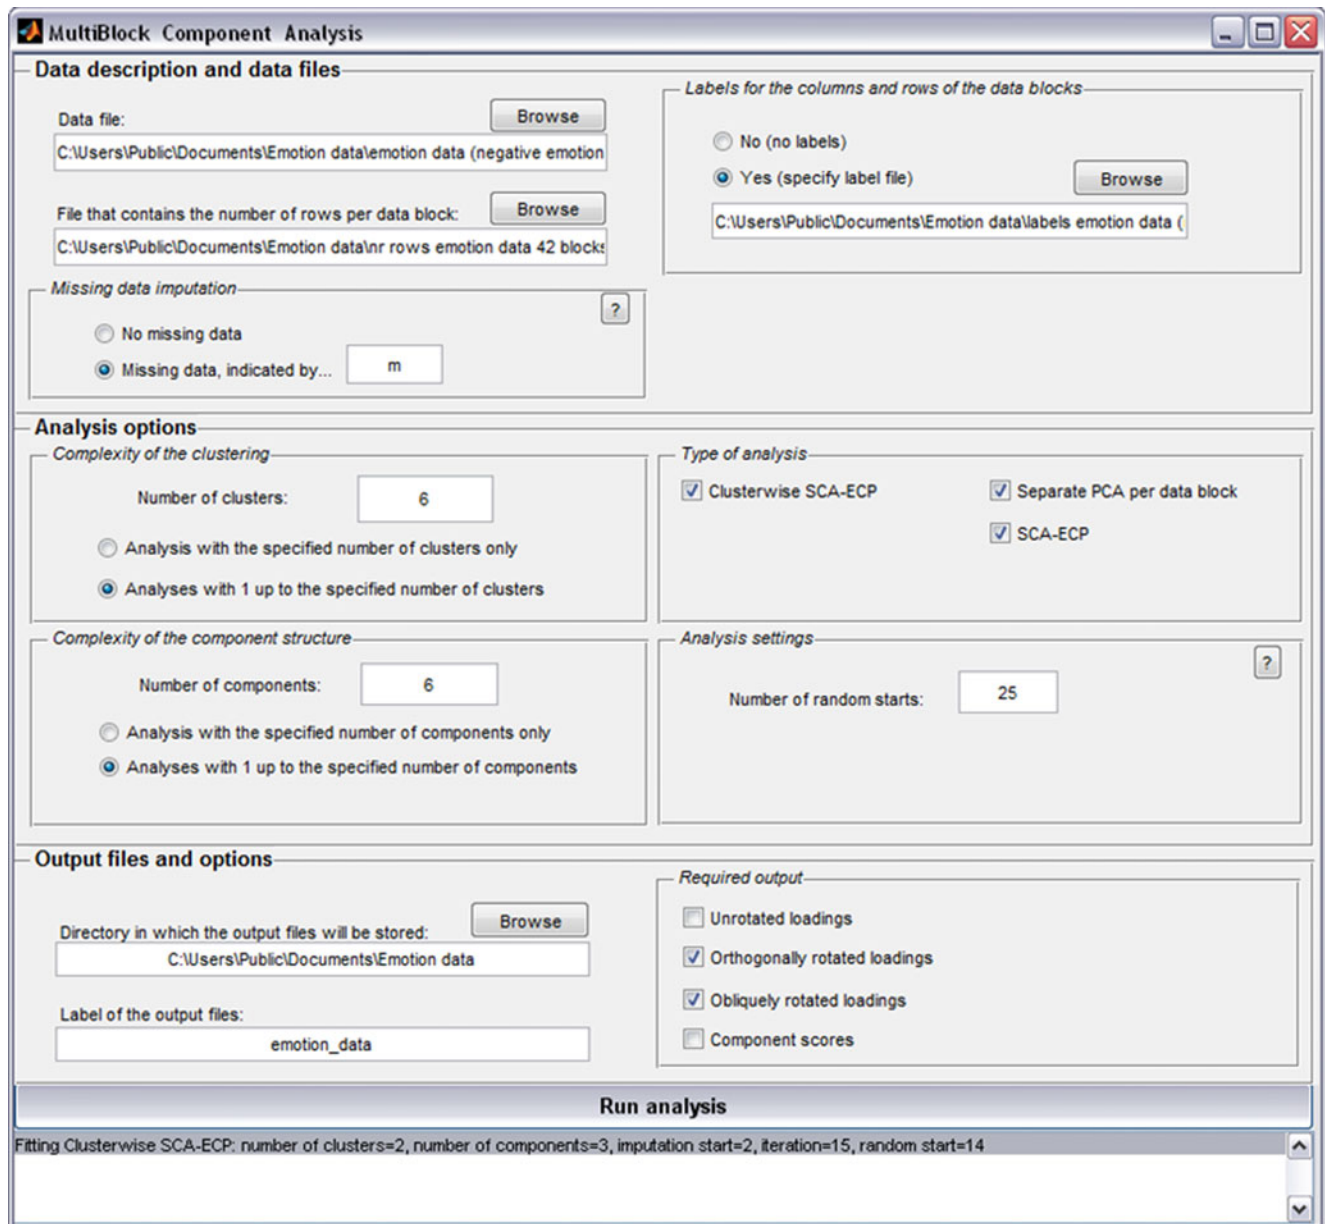 MultiBlock Component Analysis
Data description and data files
Data file:
Browse
C:\Users\Public\Documents\Emotion data\emotion data (negative emotion
File that contains the number of rows per data block:
Browse
C:\Users\Public\Documents\Emotion data\nr rows emotion data 42 blocks
Labels for the columns and rows of the data blocks
No (no labels)
Yes (specify label file)
Browse
C:\Users\Public\Documents\Emotion data\labels emotion data (
Missing data imputation
?
No missing data
Missing data, indicated by...
m
Analysis options
Complexity of the clustering
Number of clusters:
6
Analysis with the specified number of clusters only
Analyses with 1 up to the specified number of clusters
Type of analysis
Clusterwise SCA-ECP
Separate PCA per data block
SCA-ECP
Complexity of the component structure
Number of components:
6
Analysis with the specified number of components only
Analyses with 1 up to the specified number of components
Analysis settings
?
Number of random starts:
25
Output files and options
Directory in which the output files will be stored:
Browse
C:\Users\Public\Documents\Emotion data
Label of the output files:
emotion_data
Required output
Unrotated loadings
Orthogonally rotated loadings
Obliquely rotated loadings
Component scores
Run analysis
Fitting Clusterwise SCA-ECP: number of clusters=2, number of components=3, imputation start=2, iteration=15, random start=14